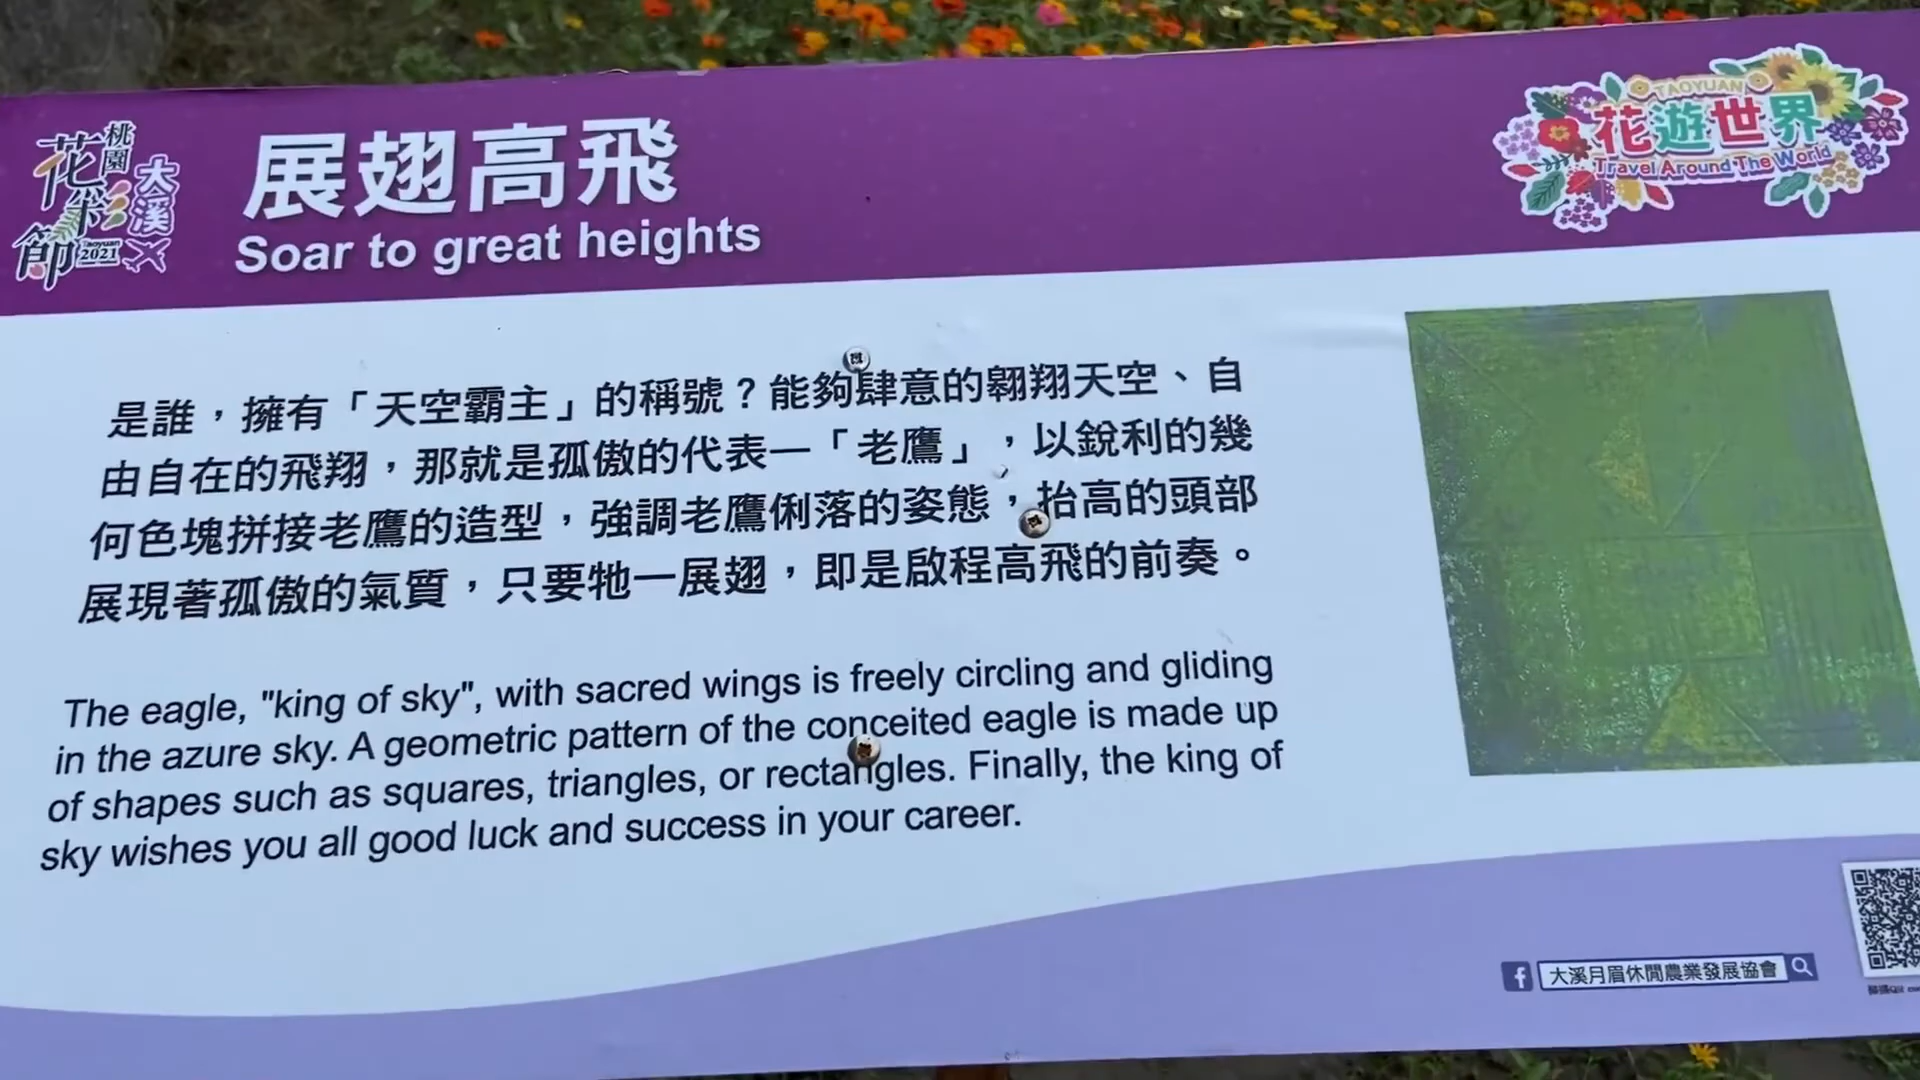 桃園
花彩節
大溪
Taoyuan
2021
展翅高飛
Soar to great heights
TAOYUAN
花遊世界
Travel Around The World
是誰，擁有「天空霸主」的稱號？能夠肆意的翱翔天空、自
由自在的飛翔，那就是孤傲的代表—「老鷹」，以銳利的幾
何色塊拼接老鷹的造型，強調老鷹俐落的姿態，抬高的頭部
展現著孤傲的氣質，只要牠一展翅，即是啟程高飛的前奏。
The eagle, "king of sky", with sacred wings is freely circling and gliding
in the azure sky. A geometric pattern of the conceited eagle is made up
of shapes such as squares, triangles, or rectangles. Finally, the king of
sky wishes you all good luck and success in your career.
f 大溪月眉休閒農業發展協會